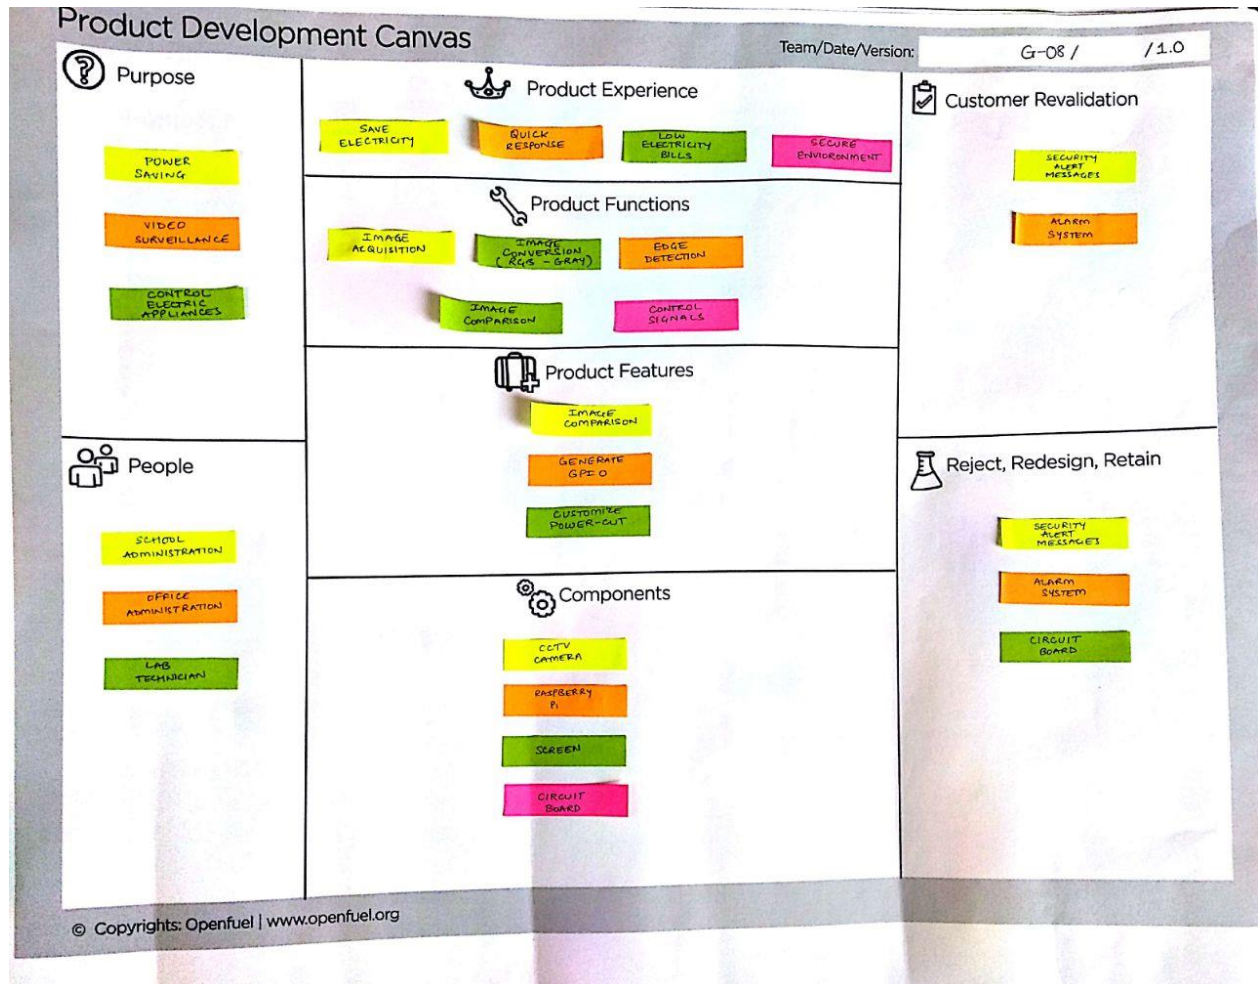 Product Development Canvas
Team/Date/Version:
G-08 /
/ 1.0
Purpose
POWER
SAVING
VIDEO
SURVEILLANCE
CONTROL
ELECTRIC
APPLIANCES
People
SCHOOL
ADMINISTRATION
OFFICE
ADMINISTRATION
LAB
TECHNICIAN
Product Experience
SAVE
ELECTRICITY
QUICK
RESPONSE
LOW
ELECTRICITY
BILLS
SECURE
ENVIORONMENT
Product Functions
IMAGE
ACQUISITION
IMAGE
CONVERSION
(RGB - GRAY)
EDGE
DETECTION
IMAGE
COMPARISON
CONTROL
SIGNALS
Product Features
IMAGE
COMPARISON
GENERATE
GPIO
CUSTOMIZE
POWER-CUT
Components
CCTV
CAMERA
RASPBERRY
Pi
SCREEN
CIRCUIT
BOARD
Customer Revalidation
SECURITY
ALERT
MESSAGES
ALARM
SYSTEM
Reject, Redesign, Retain
SECURITY
ALERT
MESSAGES
ALARM
SYSTEM
CIRCUIT
BOARD
© Copyrights: Openfuel | www.openfuel.org